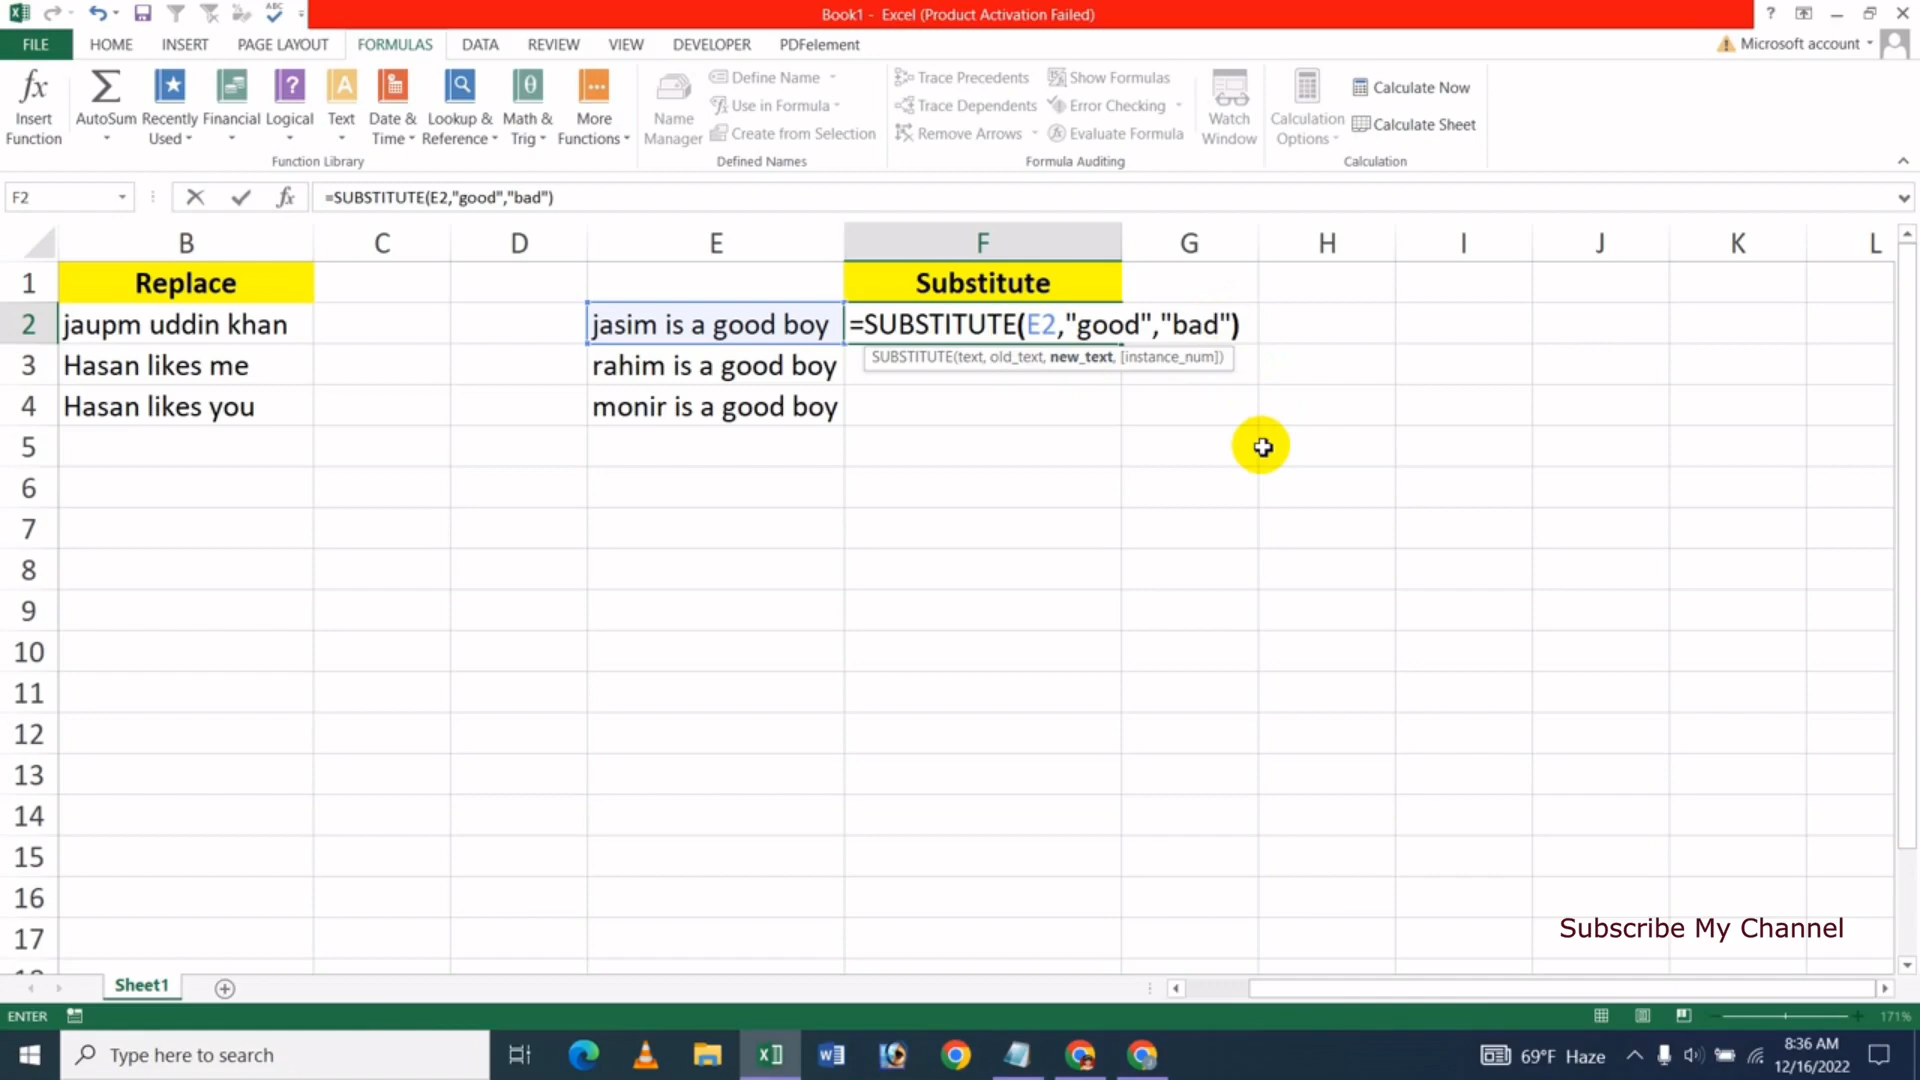 ABC
Book1 - Excel (Product Activation Failed)
?
FILE HOME INSERT PAGE LAYOUT FORMULAS DATA REVIEW VIEW DEVELOPER PDFelement Microsoft account
fx Insert Function
Σ AutoSum
Recently Used
Financial
? Logical
A Text
Date & Time
Lookup & Reference
θ Math & Trig
More Functions
Function Library
Name Manager
Define Name
Use in Formula
Create from Selection
Defined Names
Trace Precedents
Trace Dependents
Remove Arrows
Show Formulas
Error Checking
Evaluate Formula
Formula Auditing
Watch Window
Calculation Options
Calculate Now
Calculate Sheet
Calculation
F2 fx =SUBSTITUTE(E2,"good","bad")
B C D E F G H I J K L
1 Replace Substitute
2 jaupm uddin khan jasim is a good boy =SUBSTITUTE(E2,"good","bad")
SUBSTITUTE(text, old_text, new_text, [instance_num])
3 Hasan likes me rahim is a good boy
4 Hasan likes you monir is a good boy
5
6
7
8
9
10
11
12
13
14
15
16
17
18
Subscribe My Channel
Sheet1
ENTER
171%
Type here to search
69°F Haze
8:36 AM
12/16/2022